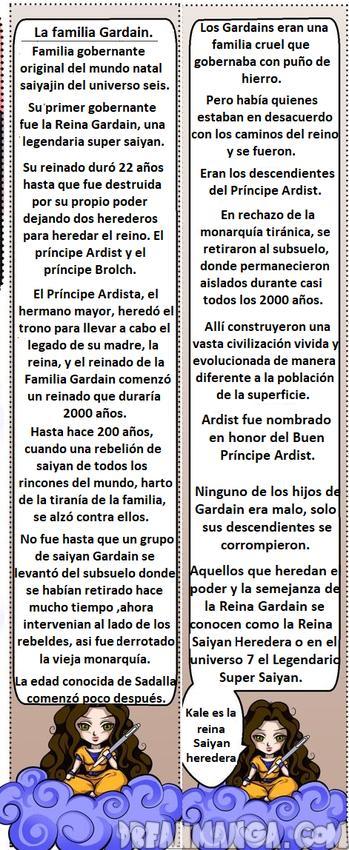 La familia Gardain.
Familia gobernante
original del mundo natal
saiyajin del universo seis.
Su primer gobernante
fue la Reina Gardain, una
legendaria super saiyan.
Su reinado duró 22 años
hasta que fue destruida
por su propio poder
dejando dos herederos
para heredar el reino. El
príncipe Ardist y el
príncipe Brolch.
El Príncipe Ardista, el
hermano mayor, heredó el
trono para llevar a cabo el
legado de su madre, la
reina, y el reinado de la
Familia Gardain comenzó
un reinado que duraría
2000 años.
Hasta hace 200 años,
cuando una rebelión de
saiyan de todos los
rincones del mundo, harto
de la tiranía de la familia,
se alzó contra ellos.
No fue hasta que un grupo
de saiyan Gardain se
levantó del subsuelo donde
se habían retirado hace
mucho tiempo ,ahora
intervenian al lado de los
rebeldes, asi fue derrotado
la vieja monarquía.
La edad conocida de Sadalla
comenzó poco después.
Los Gardains eran una
familia cruel que
gobernaba con puño de
hierro.
Pero había quienes
estaban en desacuerdo
con los caminos del reino
y se fueron.
Eran los descendientes
del Príncipe Ardist.
En rechazo de la
monarquía tiránica, se
retiraron al subsuelo,
donde permanecieron
aislados durante casi
todos los 2000 años.
Allí construyeron una
vasta civilización vivida y
evolucionada de manera
diferente a la población
de la superficie.
Ardist fue nombrado
en honor del Buen
Príncipe Ardist.
Ninguno de los hijos de
Gardain era malo, solo
sus descendientes se
corrompieron.
Aquellos que heredan el
poder y la semejanza de
la Reina Gardain se
conocen como la Reina
Saiyan Heredera o en el
universo 7 el Legendario
Super Saiyan.
Kale es la
reina
Saiyan
heredera
DREAMMANGA.COM